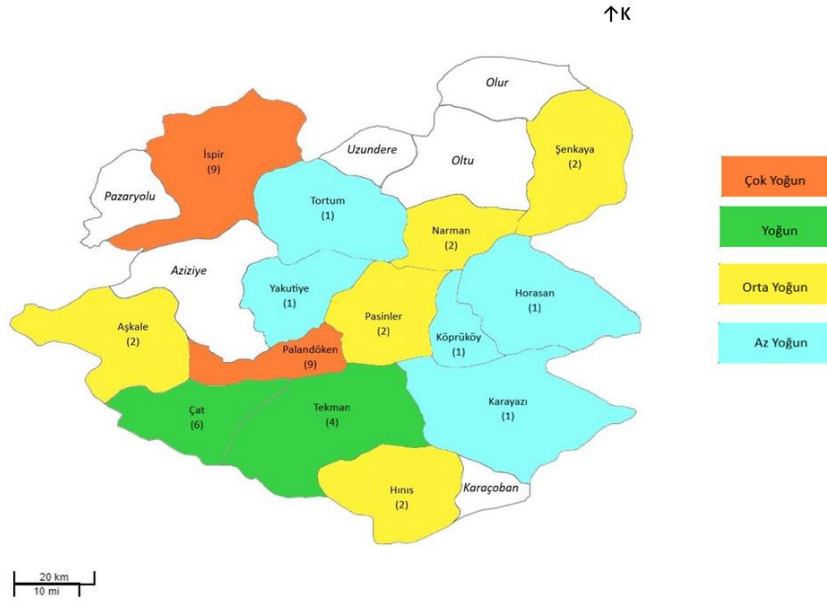 ↑K
Olur
Uzundere
Oltu
Şenkaya
(2)
İspir
(9)
Pazaryolu
Tortum
(1)
Narman
(2)
Aziziye
Yakutiye
(1)
Pasinler
(2)
Horasan
(1)
Köprüköy
(1)
Aşkale
(2)
Palandöken
(9)
Çat
(6)
Tekman
(4)
Karayazı
(1)
Hınıs
(2)
Karaçoban
Çok Yoğun
Yoğun
Orta Yoğun
Az Yoğun
20 km
10 mi